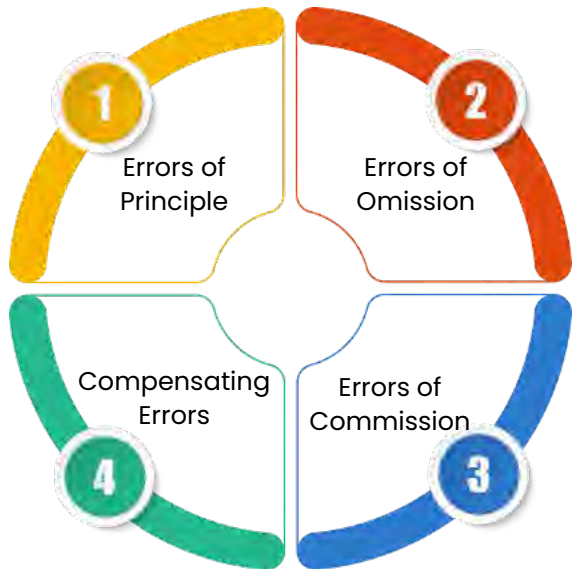 1
Errors of
Principle
2
Errors of
Omission
3
Errors of
Commission
4
Compensating
Errors